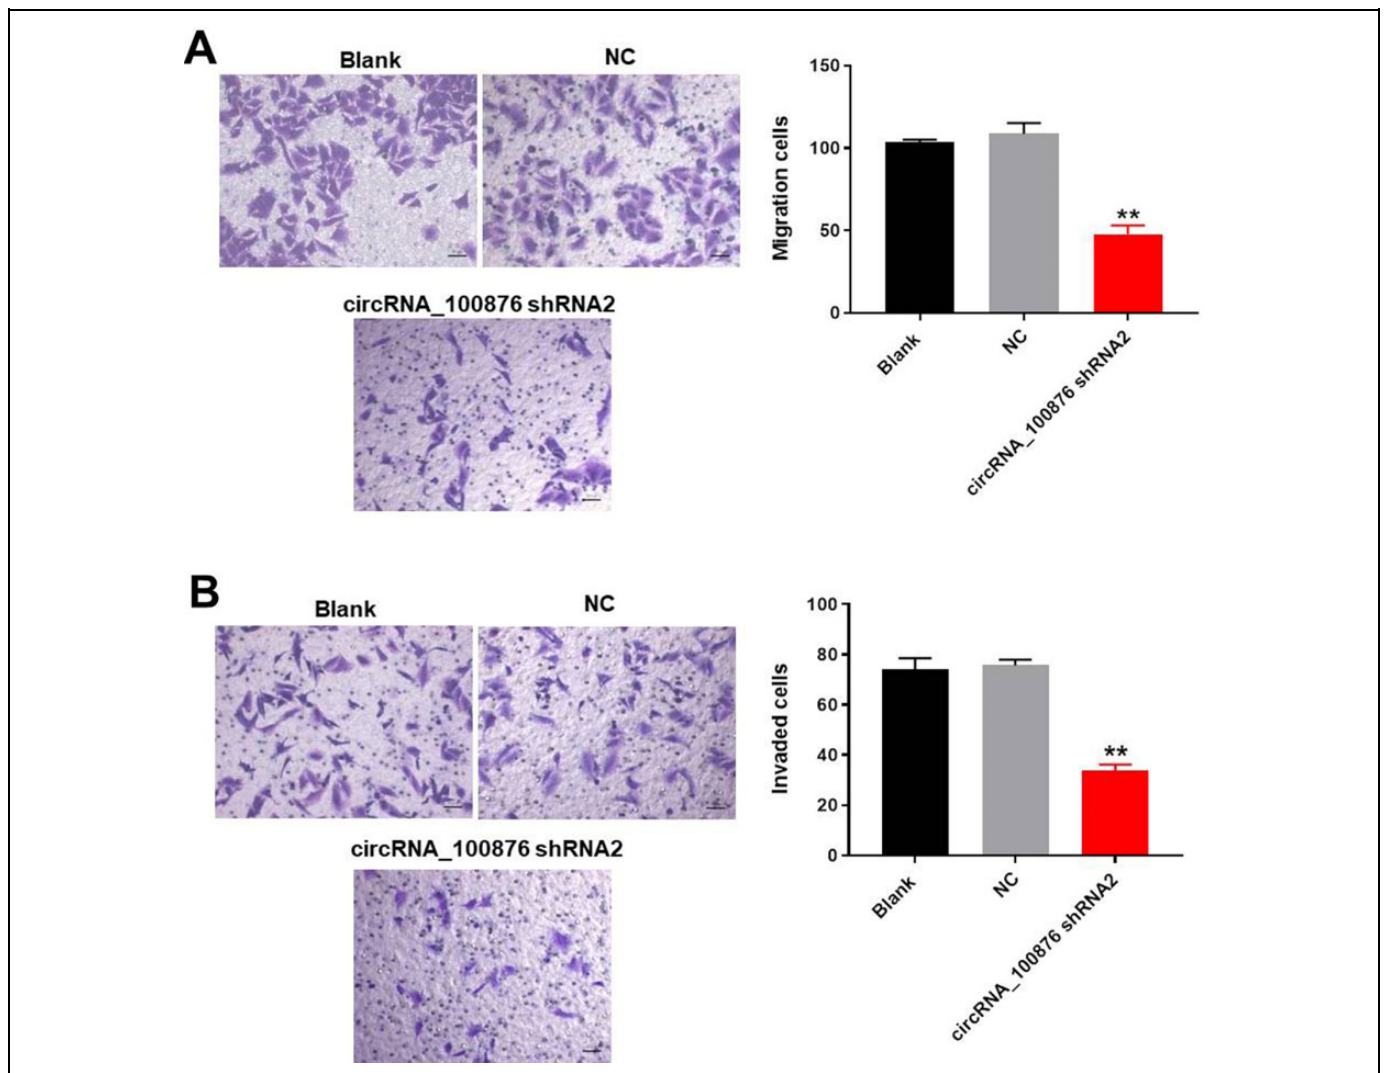 A
Blank
NC
circRNA_100876 shRNA2
150
100
50
0
Migration cells
**
Blank
NC
circRNA_100876 shRNA2
B
Blank
NC
circRNA_100876 shRNA2
100
80
60
40
20
0
Invaded cells
**
Blank
NC
circRNA_100876 shRNA2